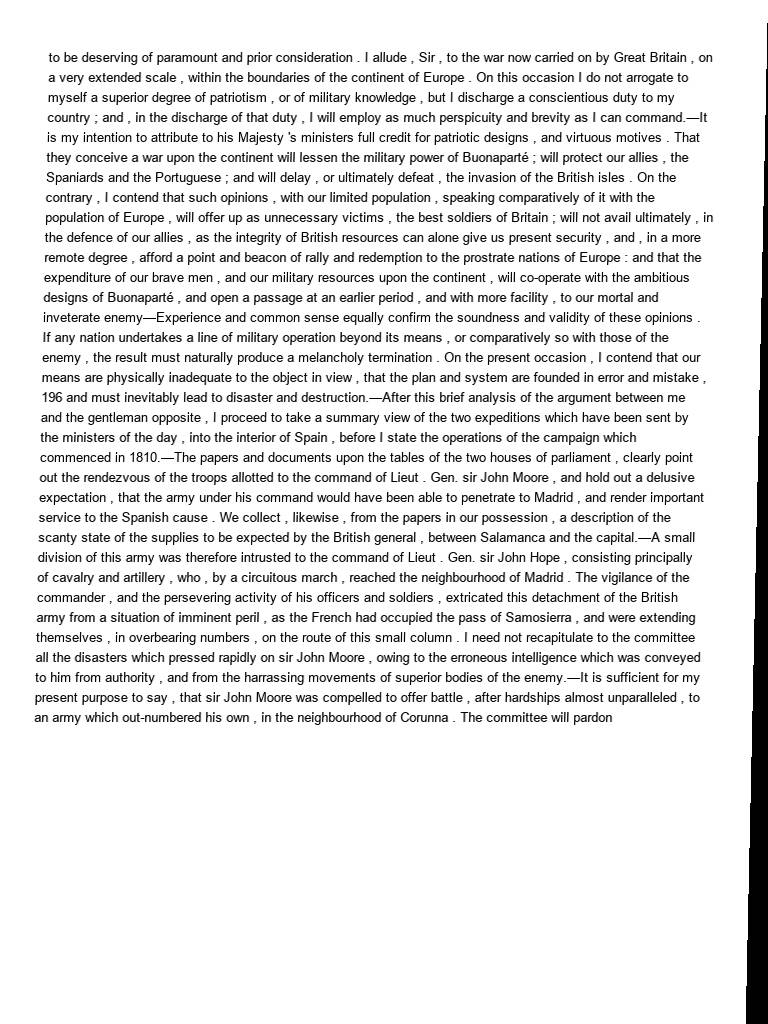 to be deserving of paramount and prior consideration . I allude , Sir , to the war now carried on by Great Britain , on
a very extended scale , within the boundaries of the continent of Europe . On this occasion I do not arrogate to
myself a superior degree of patriotism , or of military knowledge , but I discharge a conscientious duty to my
country ; and , in the discharge of that duty , I will employ as much perspicuity and brevity as I can command.—It
is my intention to attribute to his Majesty 's ministers full credit for patriotic designs , and virtuous motives . That
they conceive a war upon the continent will lessen the military power of Buonaparté ; will protect our allies , the
Spaniards and the Portuguese ; and will delay , or ultimately defeat , the invasion of the British isles . On the
contrary , I contend that such opinions , with our limited population , speaking comparatively of it with the
population of Europe , will offer up as unnecessary victims , the best soldiers of Britain ; will not avail ultimately , in
the defence of our allies , as the integrity of British resources can alone give us present security , and , in a more
remote degree , afford a point and beacon of rally and redemption to the prostrate nations of Europe : and that the
expenditure of our brave men , and our military resources upon the continent , will co-operate with the ambitious
designs of Buonaparté , and open a passage at an earlier period , and with more facility , to our mortal and
inveterate enemy—Experience and common sense equally confirm the soundness and validity of these opinions .
If any nation undertakes a line of military operation beyond its means , or comparatively so with those of the
enemy , the result must naturally produce a melancholy termination . On the present occasion , I contend that our
means are physically inadequate to the object in view , that the plan and system are founded in error and mistake ,
196 and must inevitably lead to disaster and destruction.—After this brief analysis of the argument between me
and the gentleman opposite , I proceed to take a summary view of the two expeditions which have been sent by
the ministers of the day , into the interior of Spain , before I state the operations of the campaign which
commenced in 1810.—The papers and documents upon the tables of the two houses of parliament , clearly point
out the rendezvous of the troops allotted to the command of Lieut . Gen. sir John Moore , and hold out a delusive
expectation , that the army under his command would have been able to penetrate to Madrid , and render important
service to the Spanish cause . We collect , likewise , from the papers in our possession , a description of the
scanty state of the supplies to be expected by the British general , between Salamanca and the capital.—A small
division of this army was therefore intrusted to the command of Lieut . Gen. sir John Hope , consisting principally
of cavalry and artillery , who , by a circuitous march , reached the neighbourhood of Madrid . The vigilance of the
commander , and the persevering activity of his officers and soldiers , extricated this detachment of the British
army from a situation of imminent peril , as the French had occupied the pass of Samosierra , and were extending
themselves , in overbearing numbers , on the route of this small column . I need not recapitulate to the committee
all the disasters which pressed rapidly on sir John Moore , owing to the erroneous intelligence which was conveyed
to him from authority , and from the harrassing movements of superior bodies of the enemy.—It is sufficient for my
present purpose to say , that sir John Moore was compelled to offer battle , after hardships almost unparalleled , to
an army which out-numbered his own , in the neighbourhood of Corunna . The committee will pardon